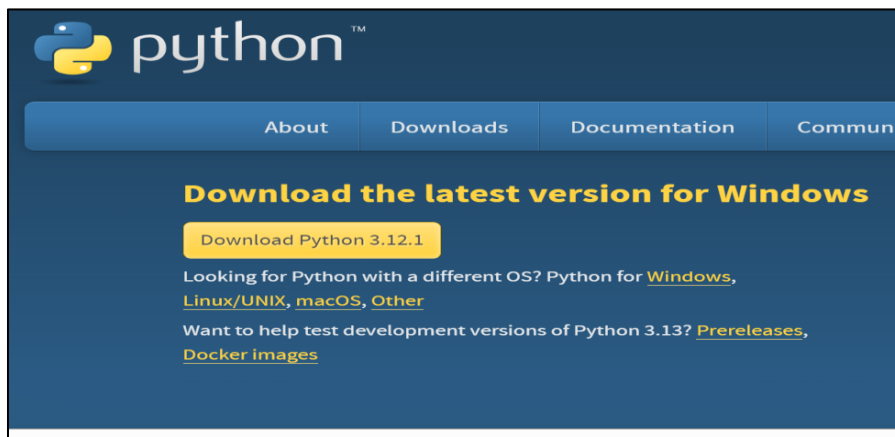 python™
About Downloads Documentation Commun
Download the latest version for Windows
Download Python 3.12.1
Looking for Python with a different OS? Python for Windows,
Linux/UNIX, macOS, Other
Want to help test development versions of Python 3.13? Prereleases,
Docker images